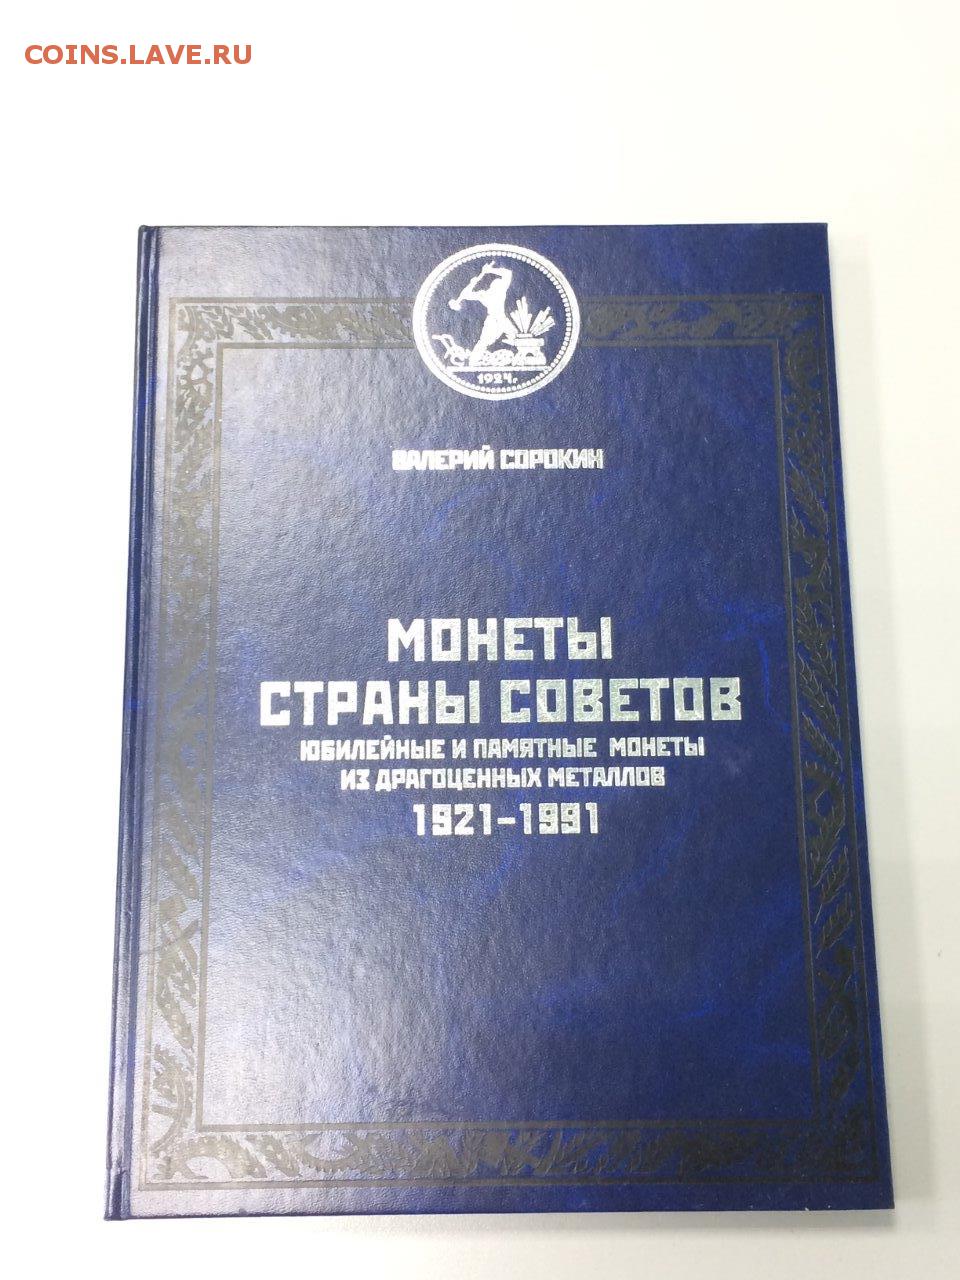 COINS.LAVE.RU
1924г.
ВАЛЕРИЙ СОРОКИН
МОНЕТЫ
СТРАНЫ СОВЕТОВ
ЮБИЛЕЙНЫЕ И ПАМЯТНЫЕ МОНЕТЫ
ИЗ ДРАГОЦЕННЫХ МЕТАЛЛОВ
1921-1991